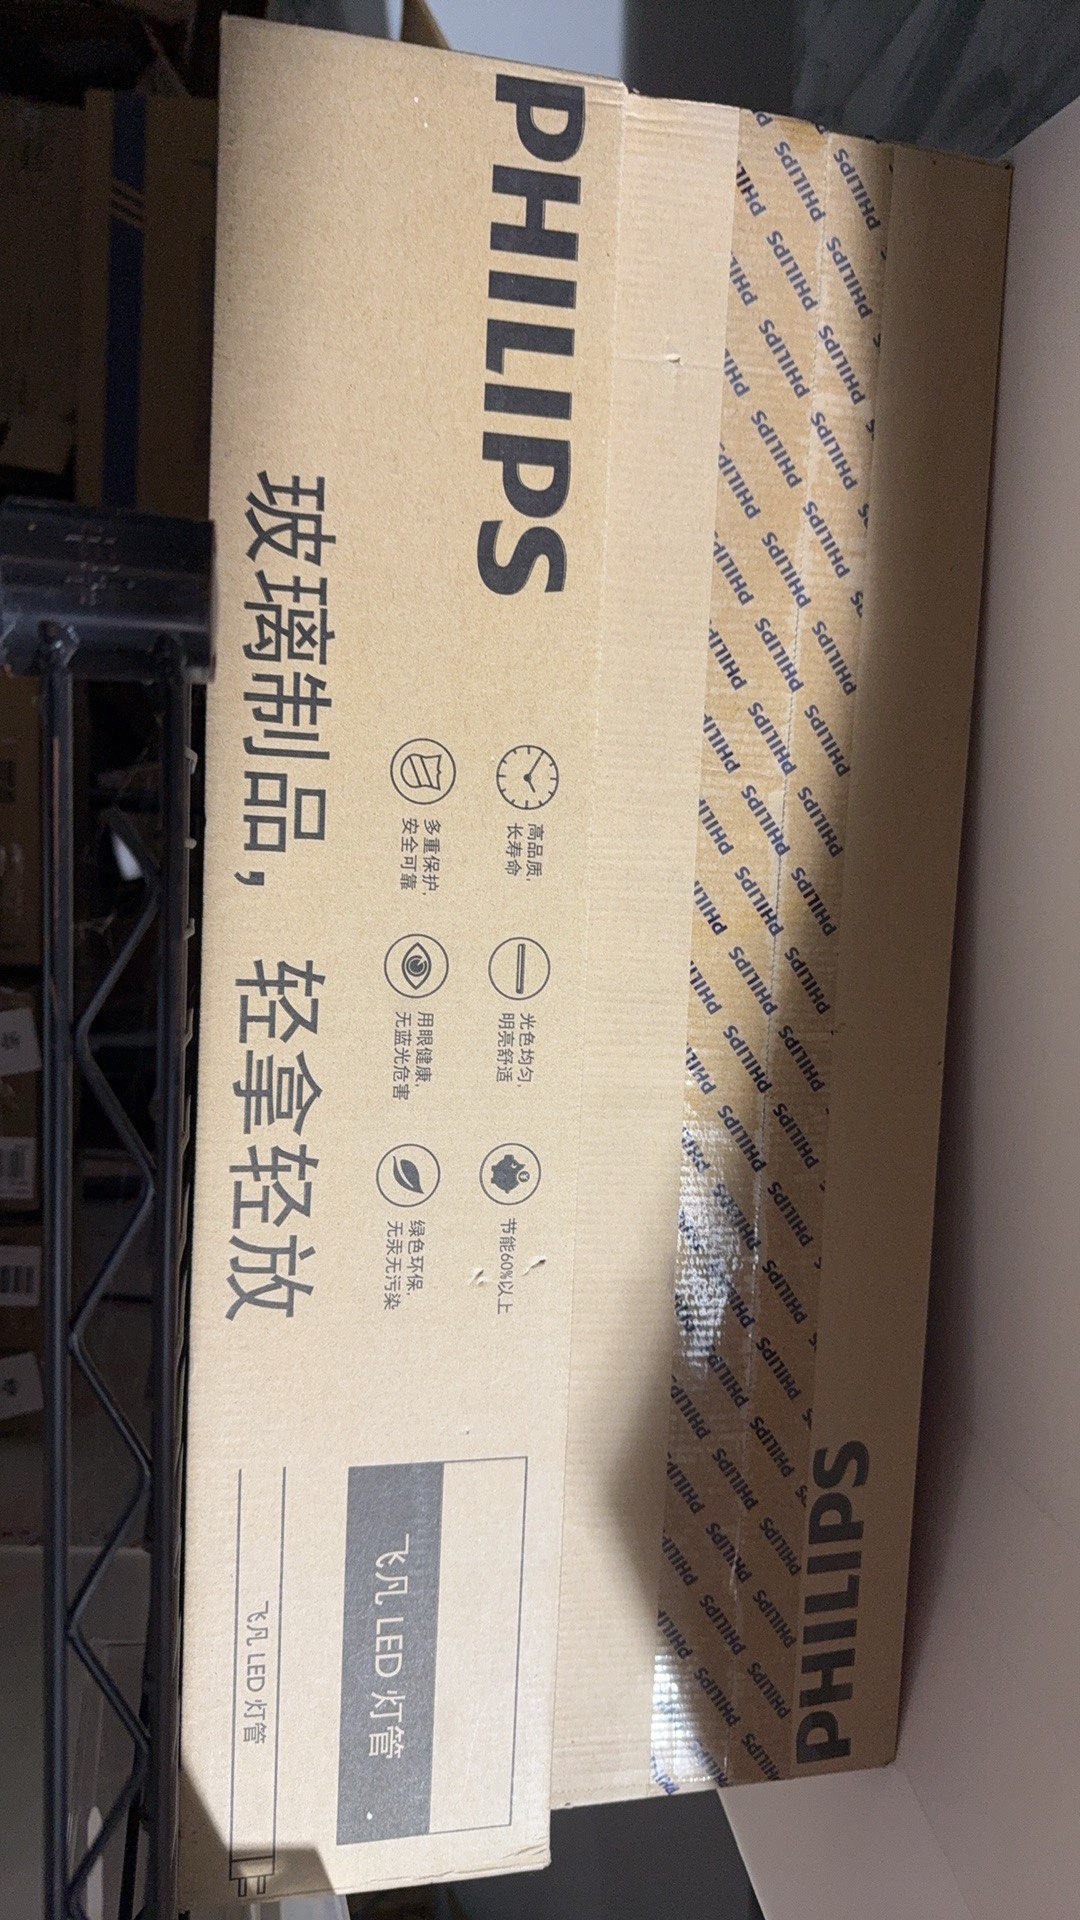 PHILIPS
高品质,
长寿命
光色均匀,
明亮舒适
节能60%以上
多重保护,
安全可靠
用眼健康,
无蓝光危害
绿色环保,
无汞无污染
玻璃制品，轻拿轻放
飞凡 LED 灯管
飞凡 LED 灯管
PHILIPS
PHILIPS PHILIPS PHILIPS